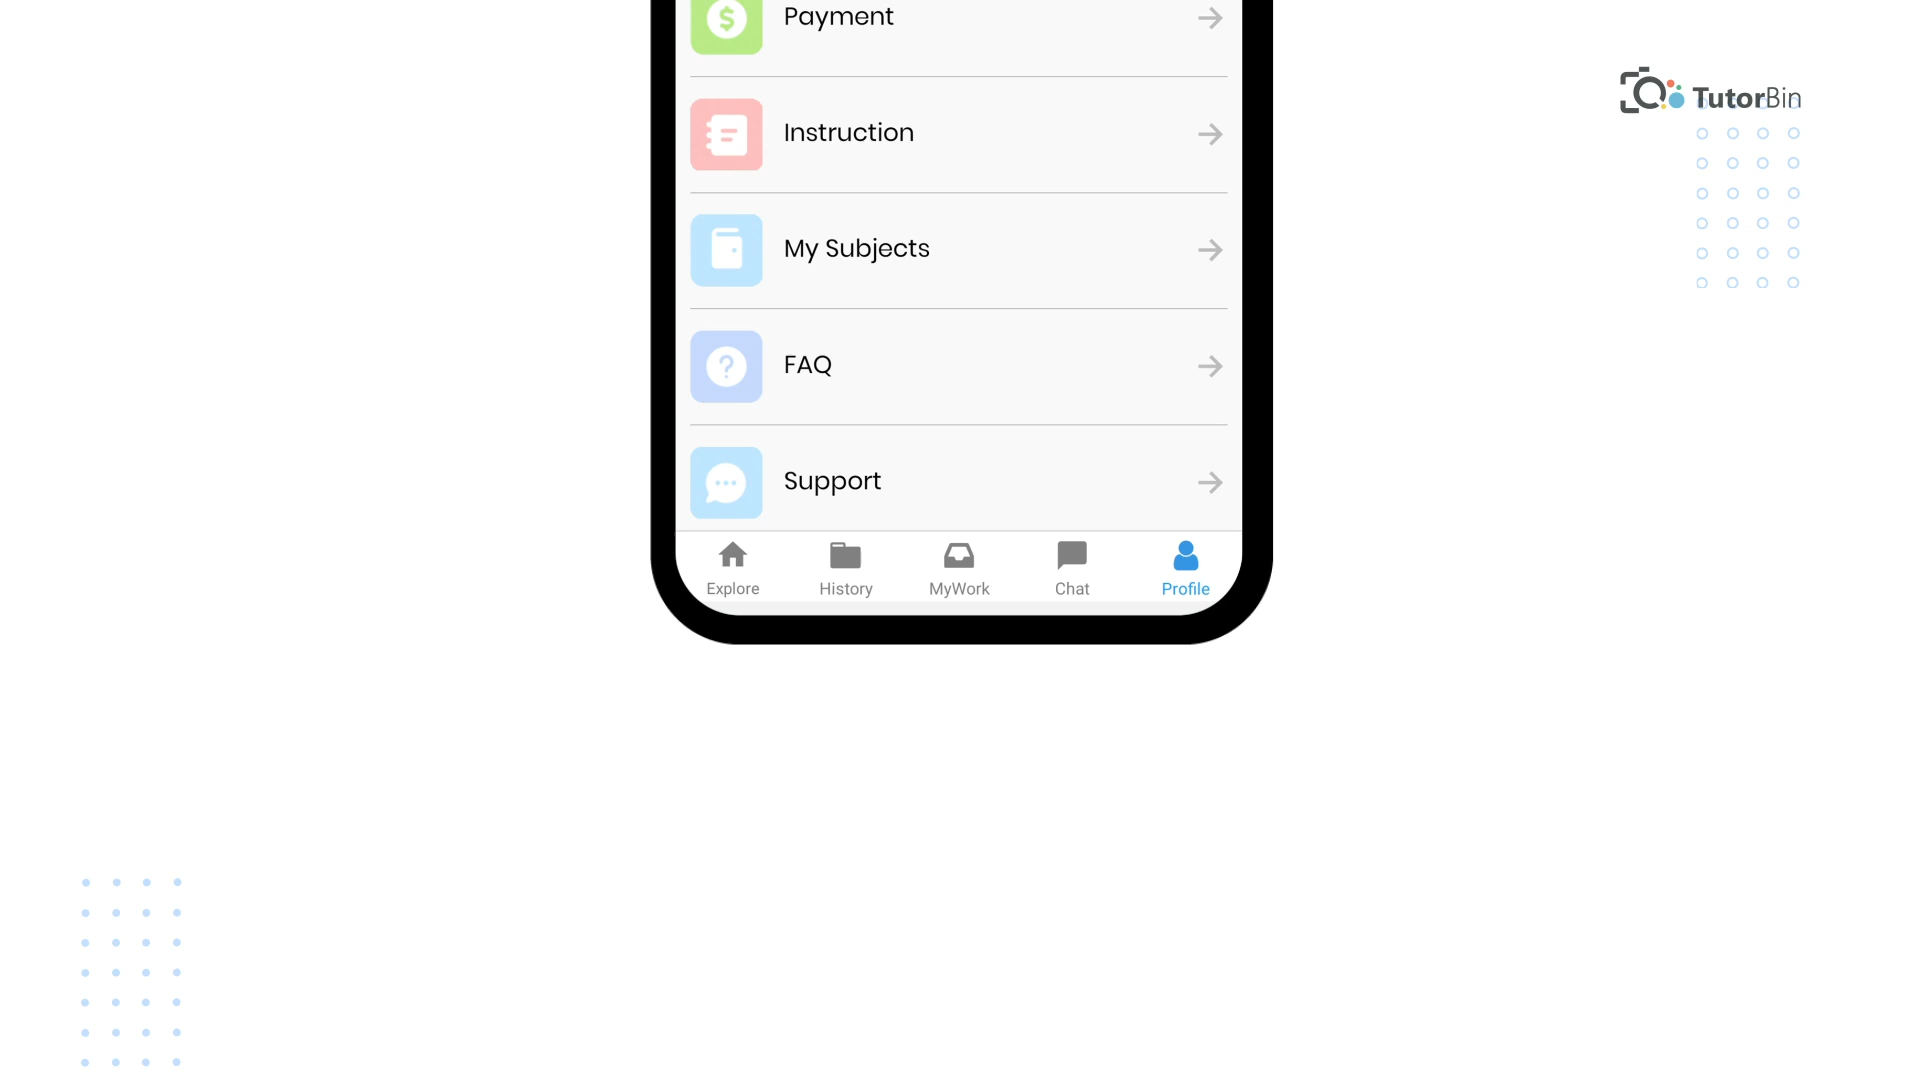 Payment
TutorBin
Instruction
My Subjects
FAQ
Support
Explore
History
MyWork
Chat
Profile